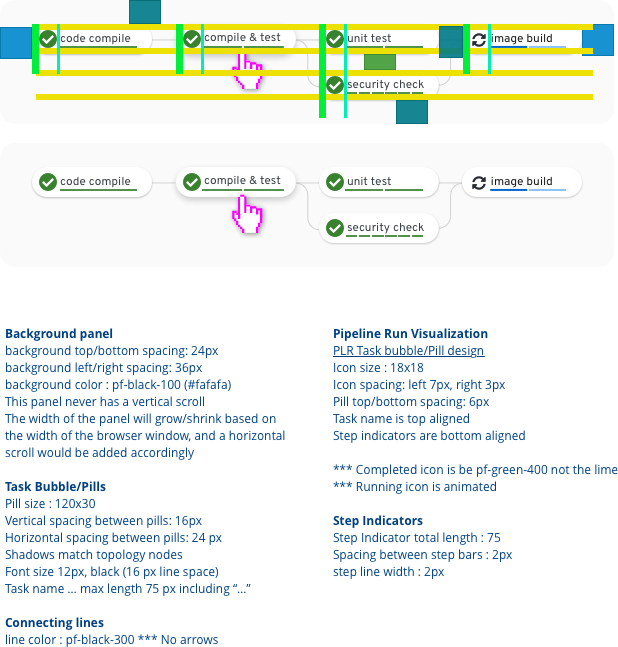 code compile
compile & test
unit test
image build
security check
code compile
compile & test
unit test
image build
security check
Background panel
background top/bottom spacing: 24px
background left/right spacing: 36px
background color : pf-black-100 (#fafafa)
This panel never has a vertical scroll
The width of the panel will grow/shrink based on
the width of the browser window, and a horizontal
scroll would be added accordingly
Task Bubble/Pills
Pill size : 120x30
Vertical spacing between pills: 16px
Horizontal spacing between pills: 24 px
Shadows match topology nodes
Font size 12px, black (16 px line space)
Task name ... max length 75 px including “...”
Connecting lines
line color : pf-black-300 *** No arrows
Pipeline Run Visualization
PLR Task bubble/Pill design
Icon size : 18x18
Icon spacing: left 7px, right 3px
Pill top/bottom spacing: 6px
Task name is top aligned
Step indicators are bottom aligned
*** Completed icon is be pf-green-400 not the lime
*** Running icon is animated
Step Indicators
Step Indicator total length : 75
Spacing between step bars : 2px
step line width : 2px